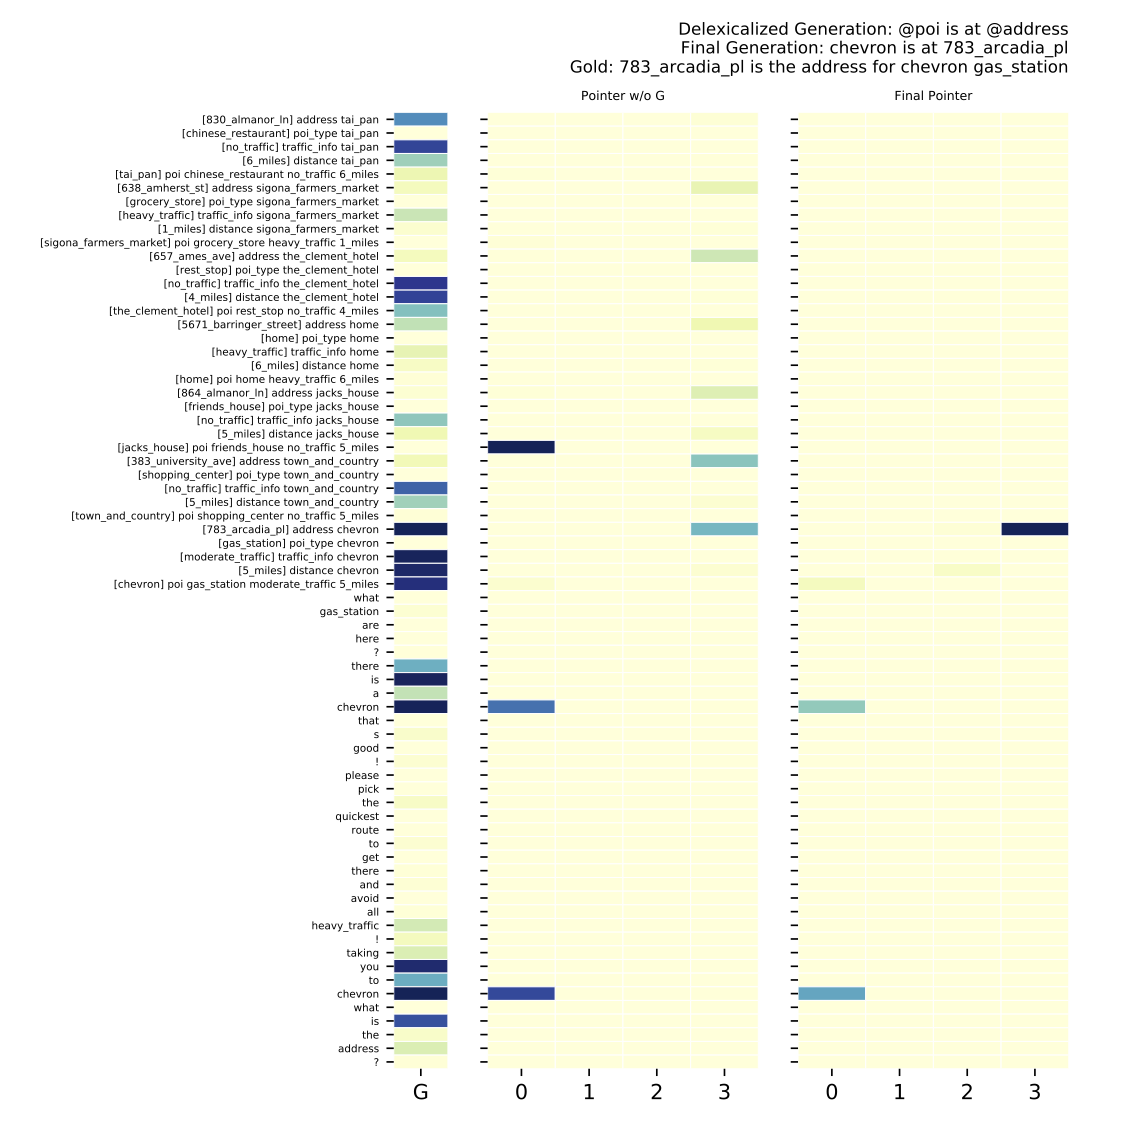 Delexicalized Generation: @poi is at @address
Final Generation: chevron is at 783_arcadia_pl
Gold: 783_arcadia_pl is the address for chevron gas_station
Pointer w/o G
Final Pointer
[830_almanor_ln] address tai_pan
[chinese_restaurant] poi_type tai_pan
[no_traffic] traffic_info tai_pan
[6_miles] distance tai_pan
[tai_pan] poi chinese_restaurant no_traffic 6_miles
[638_amherst_st] address sigona_farmers_market
[grocery_store] poi_type sigona_farmers_market
[heavy_traffic] traffic_info sigona_farmers_market
[1_miles] distance sigona_farmers_market
[sigona_farmers_market] poi grocery_store heavy_traffic 1_miles
[657_ames_ave] address the_clement_hotel
[rest_stop] poi_type the_clement_hotel
[no_traffic] traffic_info the_clement_hotel
[4_miles] distance the_clement_hotel
[the_clement_hotel] poi rest_stop no_traffic 4_miles
[5671_barringer_street] address home
[home] poi_type home
[heavy_traffic] traffic_info home
[6_miles] distance home
[home] poi home heavy_traffic 6_miles
[864_almanor_ln] address jacks_house
[friends_house] poi_type jacks_house
[no_traffic] traffic_info jacks_house
[5_miles] distance jacks_house
[jacks_house] poi friends_house no_traffic 5_miles
[383_university_ave] address town_and_country
[shopping_center] poi_type town_and_country
[no_traffic] traffic_info town_and_country
[5_miles] distance town_and_country
[town_and_country] poi shopping_center no_traffic 5_miles
[783_arcadia_pl] address chevron
[gas_station] poi_type chevron
[moderate_traffic] traffic_info chevron
[5_miles] distance chevron
[chevron] poi gas_station moderate_traffic 5_miles
what
gas_station
are
here
?
there
is
a
chevron
that
s
good
!
please
pick
the
quickest
route
to
get
there
and
avoid
all
heavy_traffic
!
taking
you
to
chevron
what
is
the
address
?
G 0 1 2 3 0 1 2 3